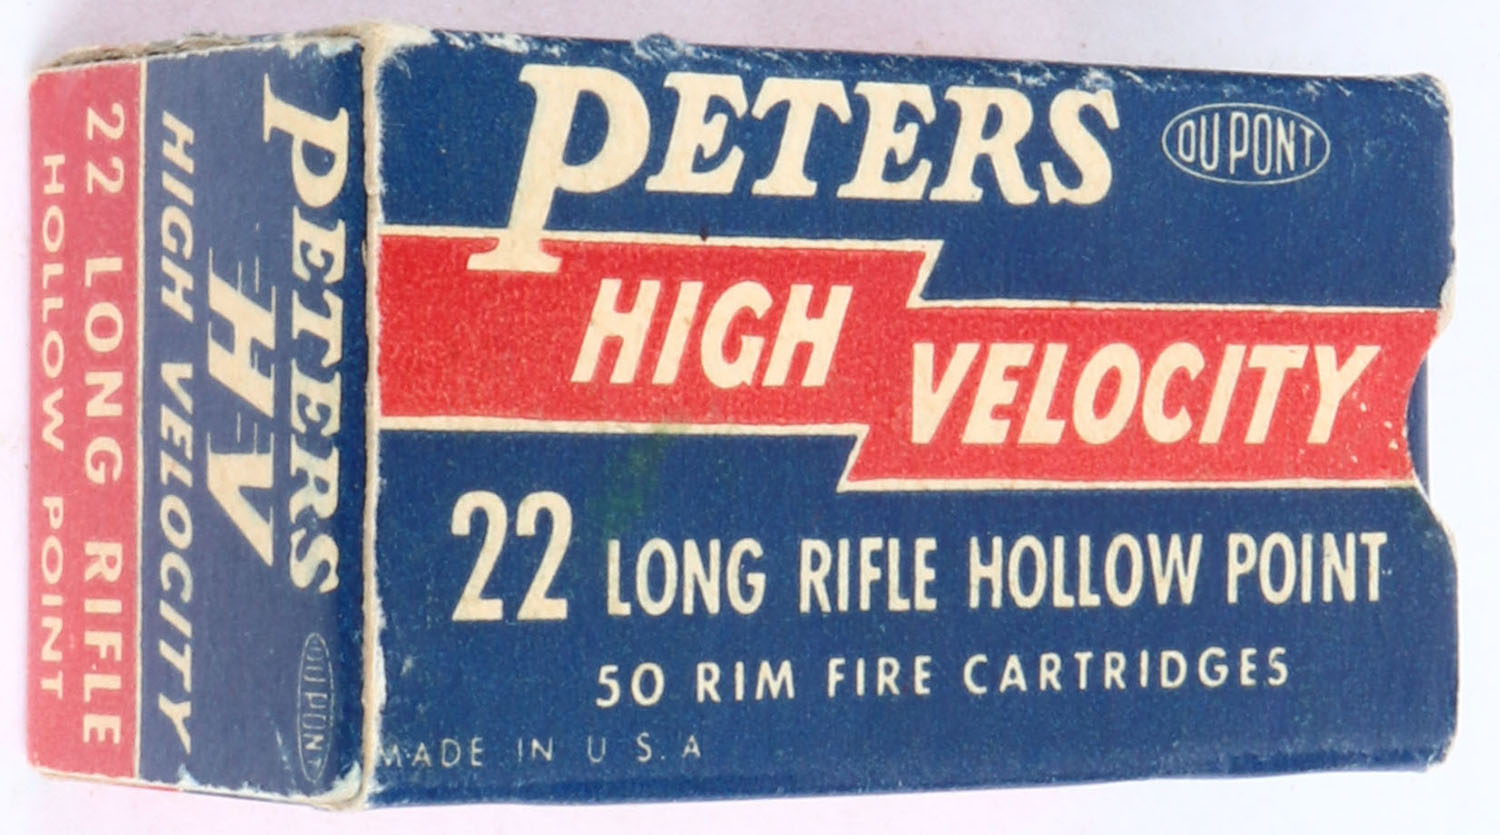 PETERS
DUPONT
HIGH
VELOCITY
22 LONG RIFLE HOLLOW POINT
50 RIM FIRE CARTRIDGES
MADE IN U.S.A
PETERS
HV
HIGH VELOCITY
DUPONT
22 LONG RIFLE
HOLLOW POINT